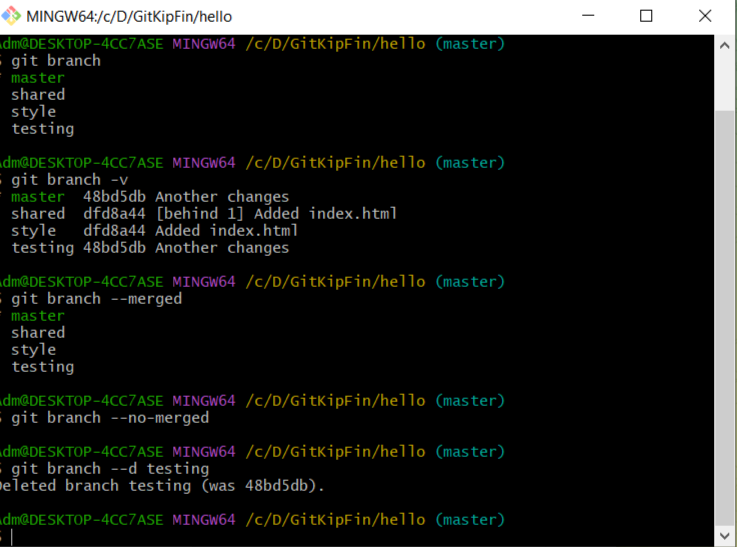 MINGW64:/c/D/GitKipFin/hello
Adm@DESKTOP-4CC7ASE MINGW64 /c/D/GitKipFin/hello (master)
$ git branch
* master
shared
style
testing
Adm@DESKTOP-4CC7ASE MINGW64 /c/D/GitKipFin/hello (master)
$ git branch -v
* master 48bd5db Another changes
shared dfd8a44 [behind 1] Added index.html
style dfd8a44 Added index.html
testing 48bd5db Another changes
Adm@DESKTOP-4CC7ASE MINGW64 /c/D/GitKipFin/hello (master)
$ git branch --merged
* master
shared
style
testing
Adm@DESKTOP-4CC7ASE MINGW64 /c/D/GitKipFin/hello (master)
$ git branch --no-merged
Adm@DESKTOP-4CC7ASE MINGW64 /c/D/GitKipFin/hello (master)
$ git branch --d testing
Deleted branch testing (was 48bd5db).
Adm@DESKTOP-4CC7ASE MINGW64 /c/D/GitKipFin/hello (master)
$